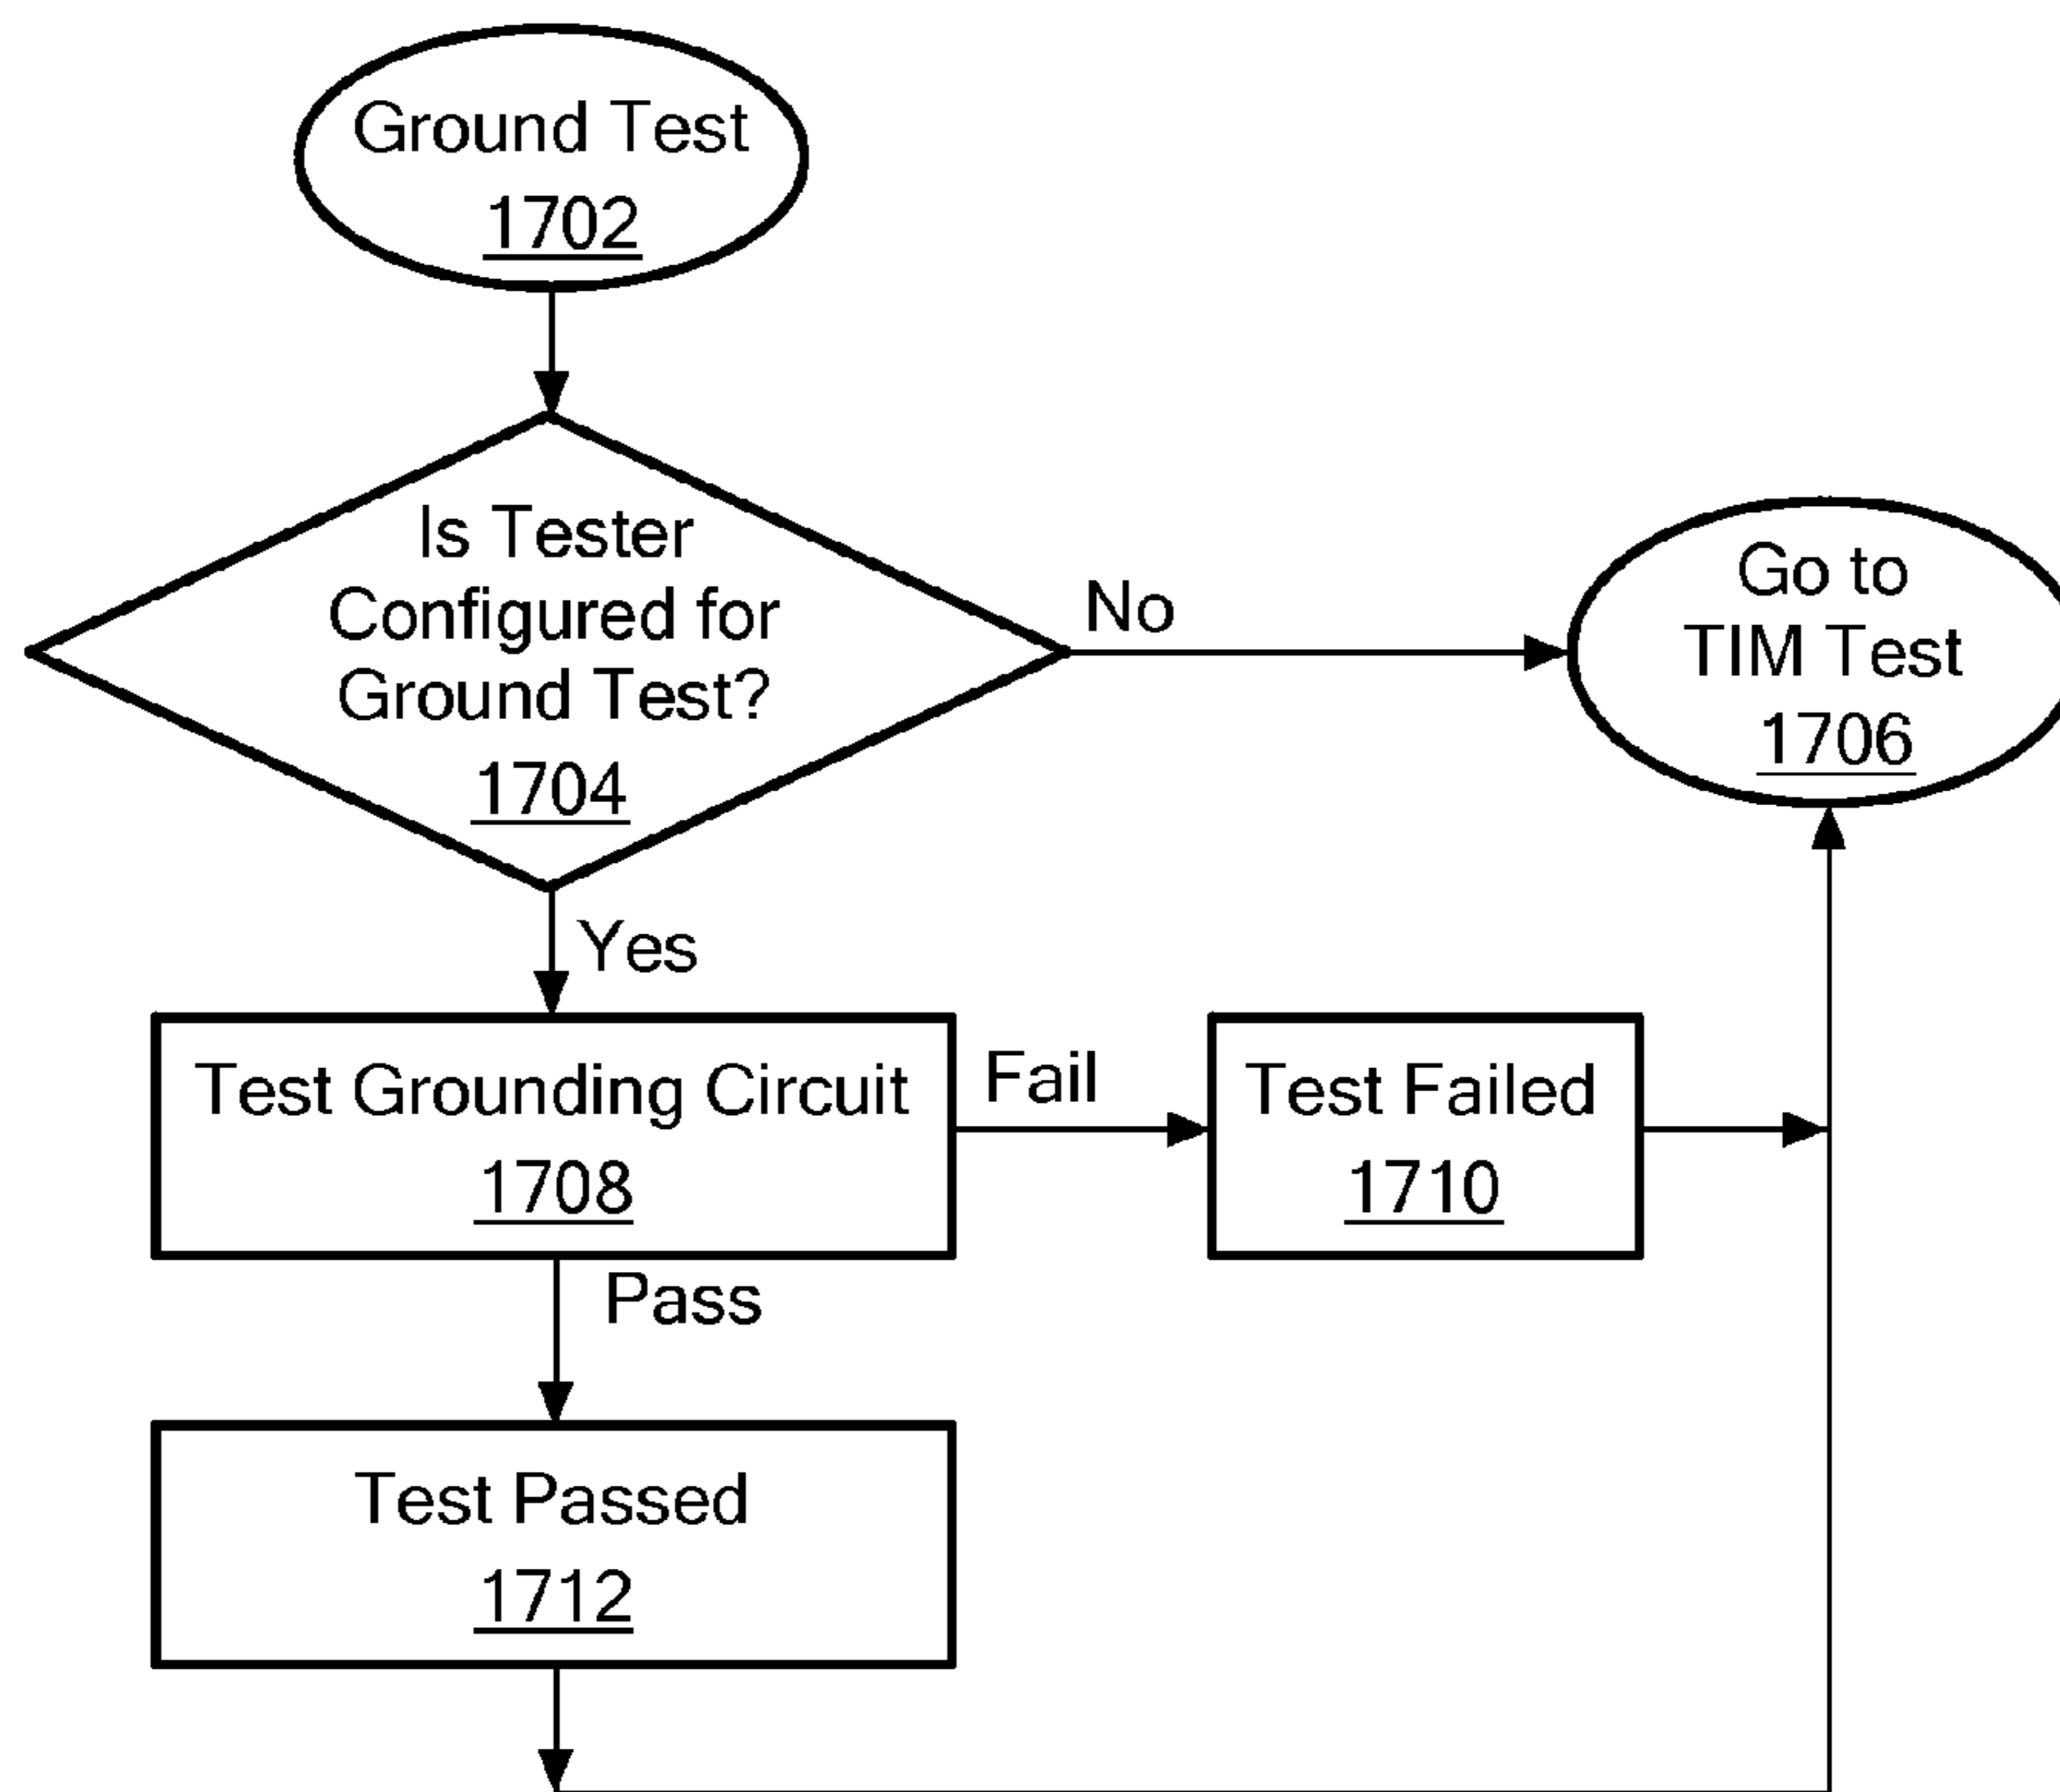 Ground Test
1702
Is Tester
Configured for
Ground Test?
1704
No
Go to
TIM Test
1706
Yes
Test Grounding Circuit
1708
Fail
Test Failed
1710
Pass
Test Passed
1712